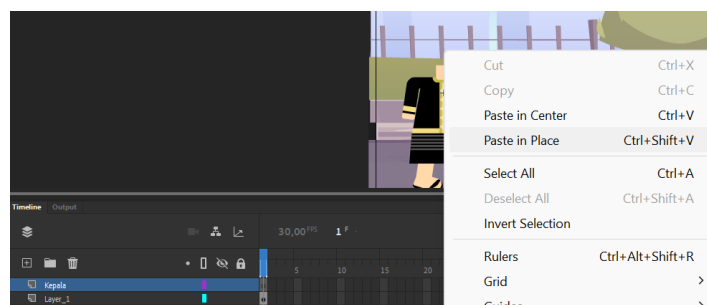 Cut Ctrl+X
Copy Ctrl+C
Paste in Center Ctrl+V
Paste in Place Ctrl+Shift+V
Select All Ctrl+A
Deselect All Ctrl+Shift+A
Invert Selection
Rulers Ctrl+Alt+Shift+R
Grid
Guides
Timeline Output
30,00 FPS 1 F
5 10 15 20
Kepala
Layer_1